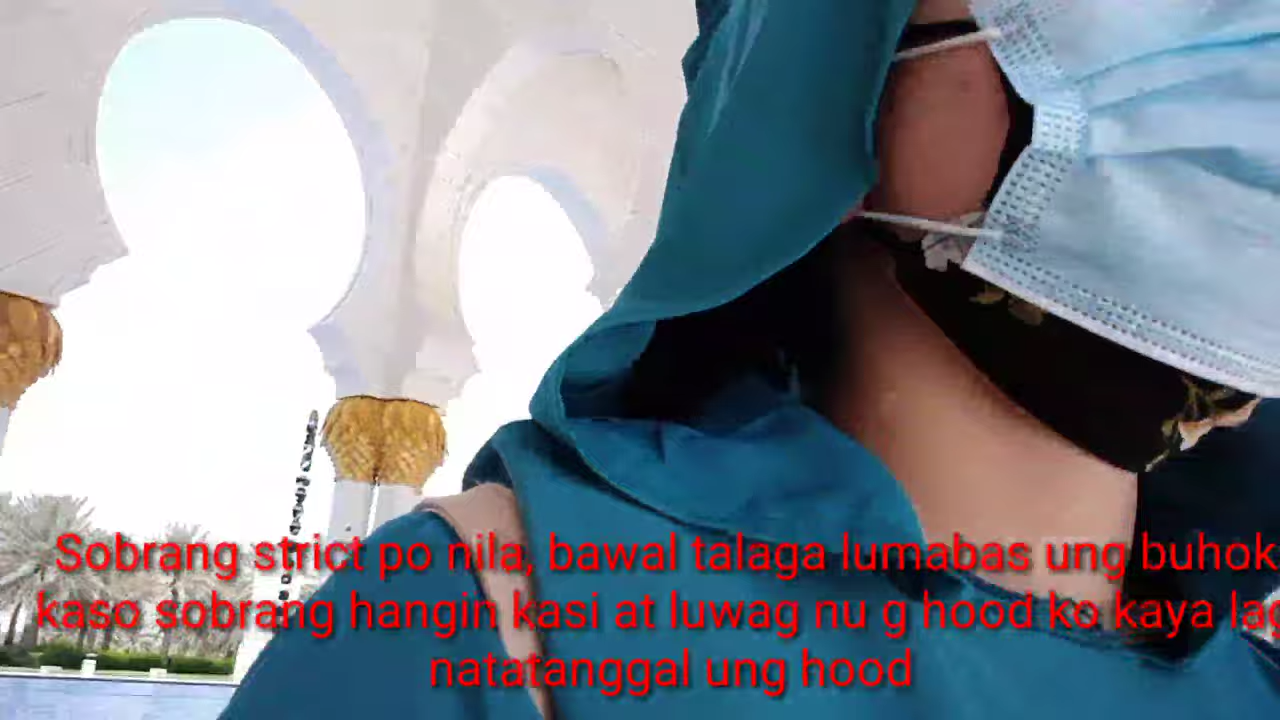 Sobrang strict po nila, bawal talaga lumabas ung buhok
kaso sobrang hangin kasi at luwag nu g hood ko kaya lag
natatanggal ung hood